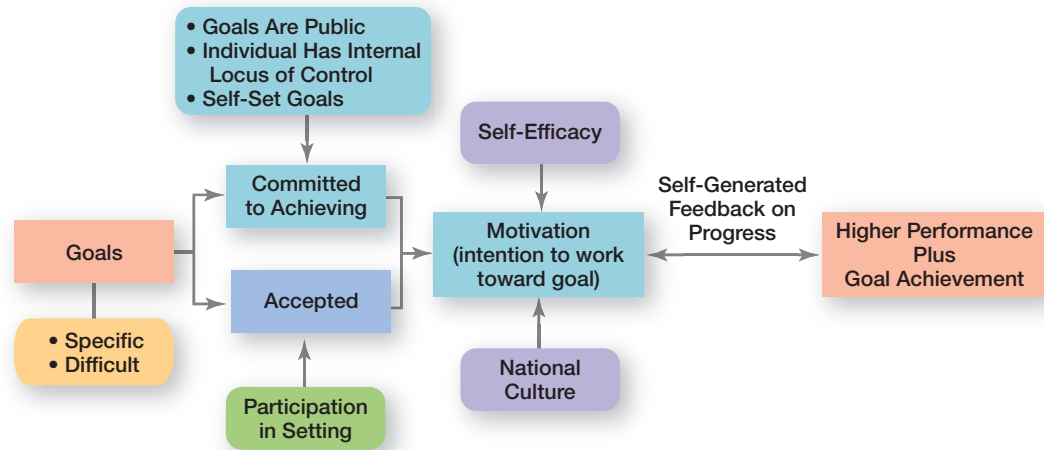 • Goals Are Public
• Individual Has Internal
Locus of Control
• Self-Set Goals
Self-Efficacy
Committed
to Achieving
Self-Generated
Feedback on
Progress
Goals
Motivation
(intention to work
toward goal)
Higher Performance
Plus
Goal Achievement
Accepted
• Specific
• Difficult
National
Culture
Participation
in Setting